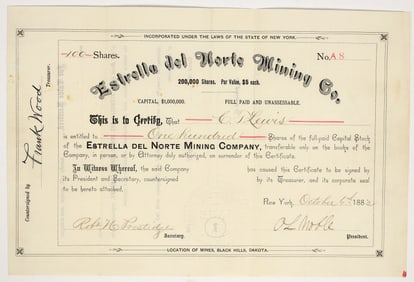 INCORPORATED UNDER THE LAWS OF THE STATE OF NEW YORK.
100 Shares.
No. A8
Estrella del Norte Mining Co.
200,000 Shares. Par Value, $5 each.
CAPITAL, $1,000,000. FULL PAID AND UNASSESSABLE.
This is to Certify, That C. T. Lewis
is entitled to One hundred Shares of the full-paid Capital Stock
of the ESTRELLA DEL NORTE MINING COMPANY, transferable only on the books of the
Company, in person, or by Attorney duly authorized, on surrender of this Certificate.
In Witness Whereof, the said Company has caused this Certificate to be signed by
its President and Secretary, countersigned by its Treasurer, and its corporate seal
to be hereto attached.
New York, October 188
Secretary.
O L Noble
President.
LOCATION OF MINES, BLACK HILLS, DAKOTA.
Countersigned by Frank Wood Treasurer.